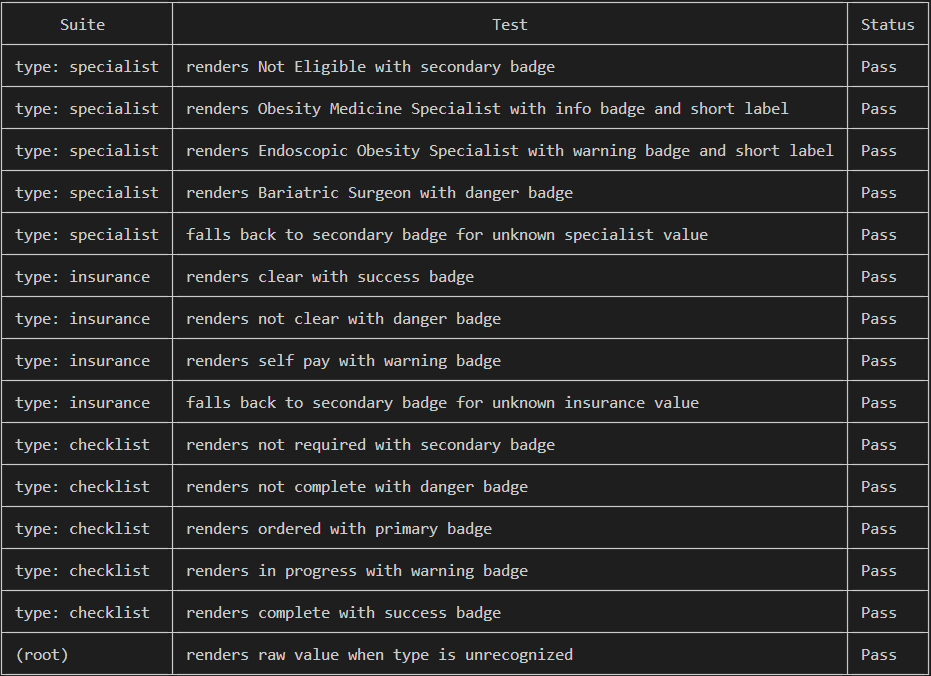 Suite Test Status
type: specialist renders Not Eligible with secondary badge Pass
type: specialist renders Obesity Medicine Specialist with info badge and short label Pass
type: specialist renders Endoscopic Obesity Specialist with warning badge and short label Pass
type: specialist renders Bariatric Surgeon with danger badge Pass
type: specialist falls back to secondary badge for unknown specialist value Pass
type: insurance renders clear with success badge Pass
type: insurance renders not clear with danger badge Pass
type: insurance renders self pay with warning badge Pass
type: insurance falls back to secondary badge for unknown insurance value Pass
type: checklist renders not required with secondary badge Pass
type: checklist renders not complete with danger badge Pass
type: checklist renders ordered with primary badge Pass
type: checklist renders in progress with warning badge Pass
type: checklist renders complete with success badge Pass
(root) renders raw value when type is unrecognized Pass